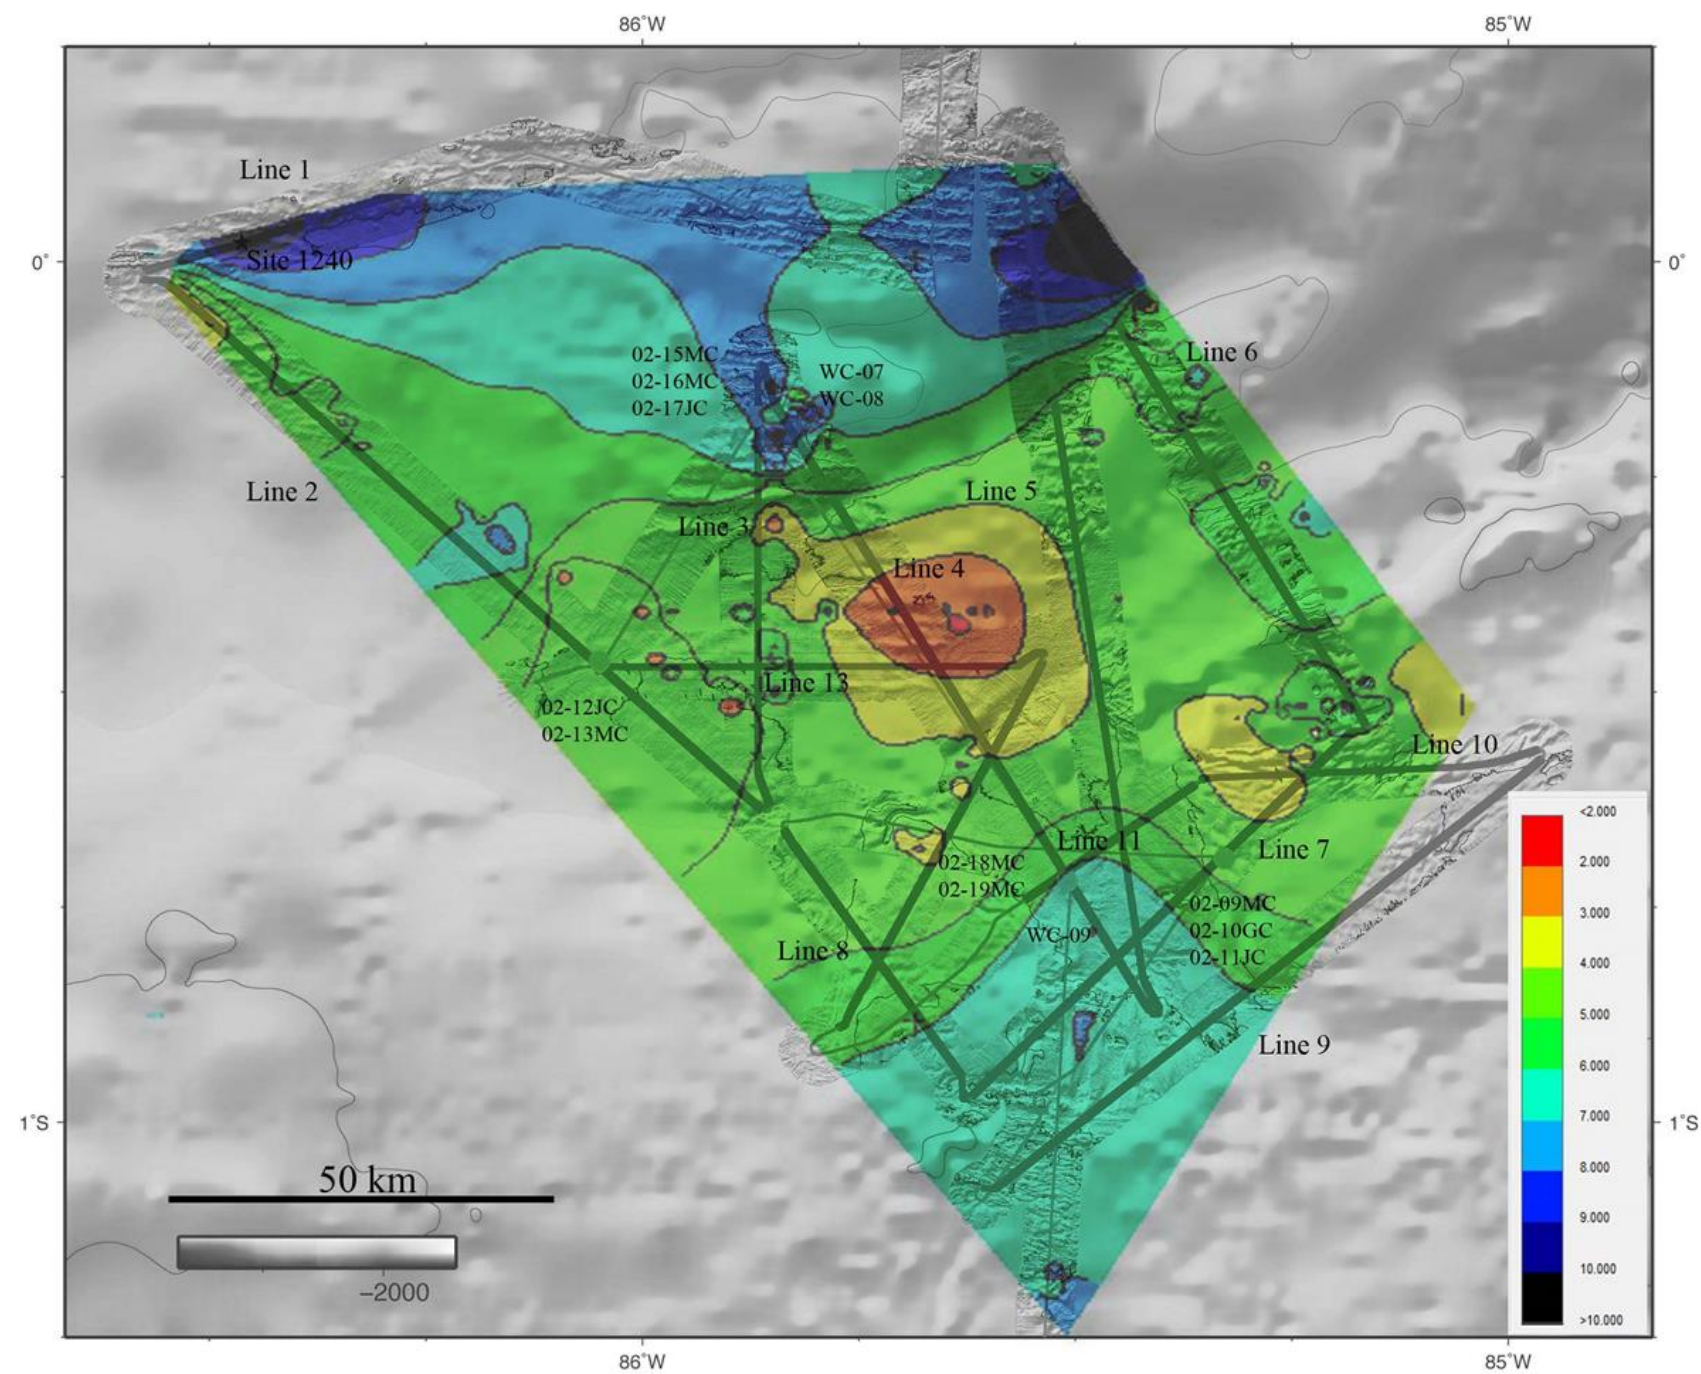 86°W
85°W
Line 1
0°
Site 1240
0°
Line 6
02-15MC
02-16MC
02-17JC
WC-07
WC-08
Line 2
Line 5
Line 3
Line 4
Line 13
02-12JC
02-13MC
Line 10
<2.000
2.000
3.000
4.000
5.000
6.000
7.000
8.000
9.000
10.000
>10.000
Line 11
Line 7
02-18MC
02-19MC
02-09MC
02-10GC
02-11JC
WC-09
Line 8
Line 9
1°S
1°S
50 km
−2000
86°W
85°W